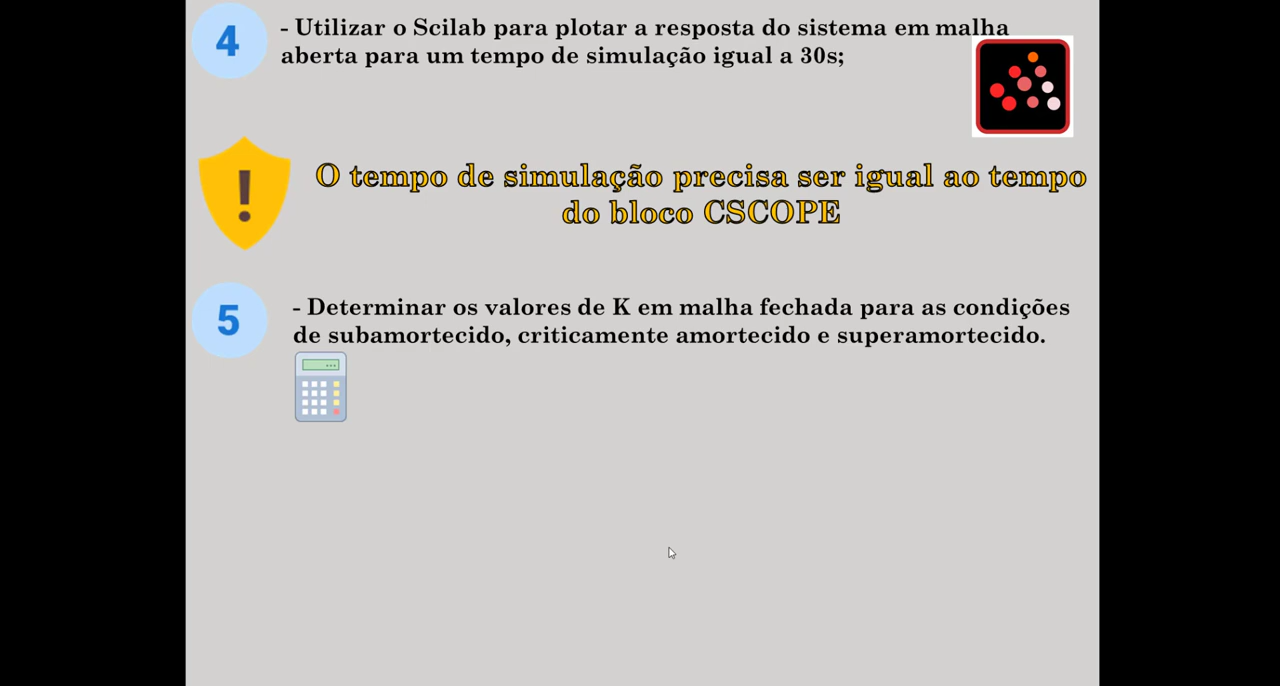 4
- Utilizar o Scilab para plotar a resposta do sistema em malha
aberta para um tempo de simulação igual a 30s;
!
O tempo de simulação precisa ser igual ao tempo
do bloco CSCOPE
5
- Determinar os valores de K em malha fechada para as condições
de subamortecido, criticamente amortecido e superamortecido.